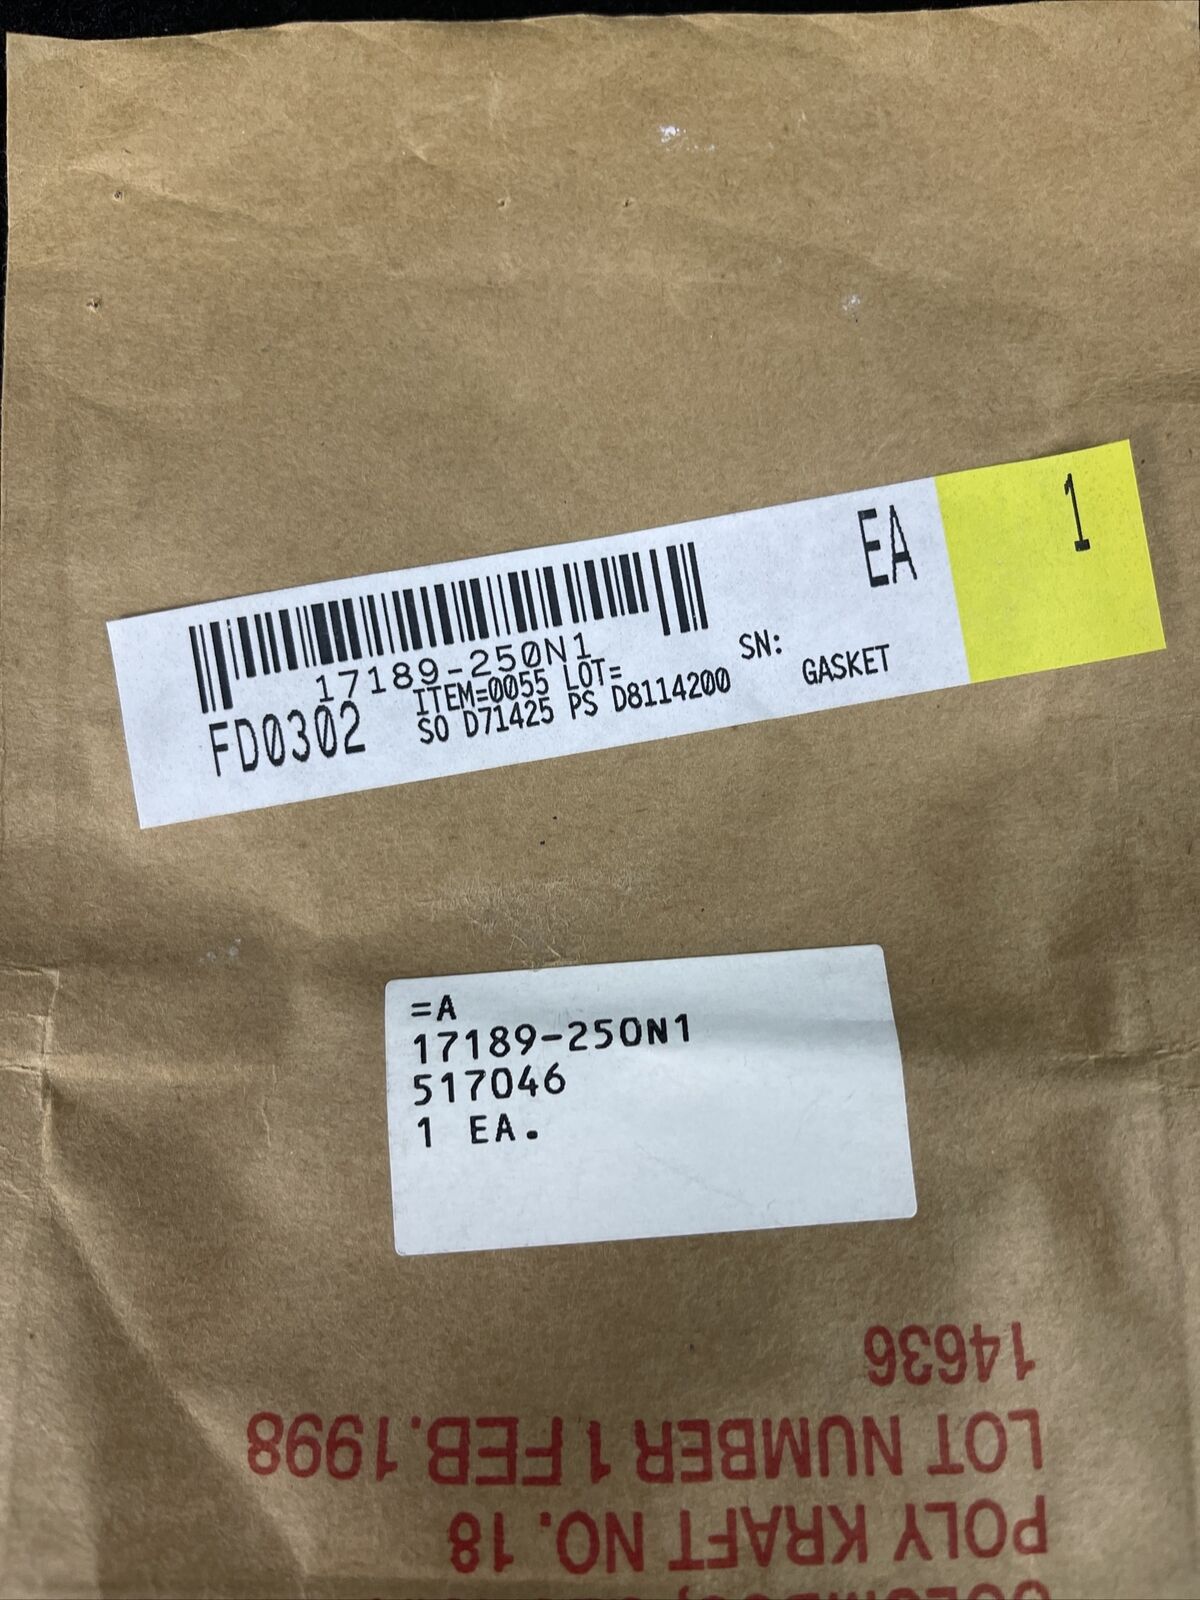 EA
1
17189-250N1
ITEM=0055 LOT=
SN:
FD0302
SO D71425 PS D8114200
GASKET
=A
17189-250N1
517046
1 EA.
POLY KRAFT NO. 18
LOT NUMBER 1 FEB.1998
14636